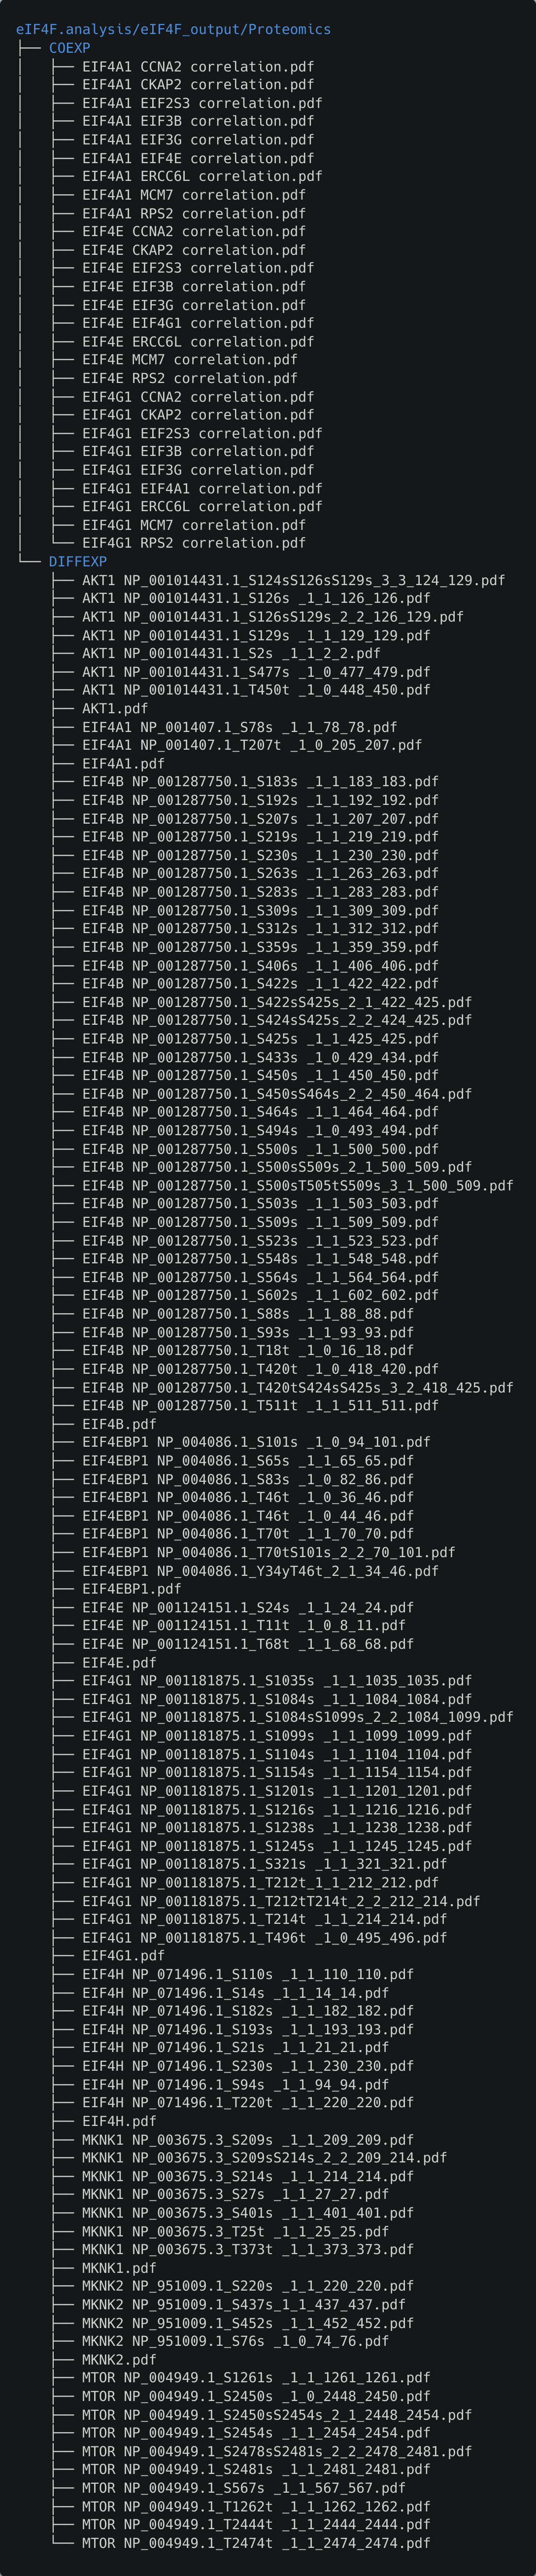 eIF4F.analysis/eIF4F_output/Proteomics
├── COEXP
│   ├── EIF4A1 CCNA2 correlation.pdf
│   ├── EIF4A1 CKAP2 correlation.pdf
│   ├── EIF4A1 EIF2S3 correlation.pdf
│   ├── EIF4A1 EIF3B correlation.pdf
│   ├── EIF4A1 EIF3G correlation.pdf
│   ├── EIF4A1 EIF4E correlation.pdf
│   ├── EIF4A1 ERCC6L correlation.pdf
│   ├── EIF4A1 MCM7 correlation.pdf
│   ├── EIF4A1 RPS2 correlation.pdf
│   ├── EIF4E CCNA2 correlation.pdf
│   ├── EIF4E CKAP2 correlation.pdf
│   ├── EIF4E EIF2S3 correlation.pdf
│   ├── EIF4E EIF3B correlation.pdf
│   ├── EIF4E EIF3G correlation.pdf
│   ├── EIF4E EIF4G1 correlation.pdf
│   ├── EIF4E ERCC6L correlation.pdf
│   ├── EIF4E MCM7 correlation.pdf
│   ├── EIF4E RPS2 correlation.pdf
│   ├── EIF4G1 CCNA2 correlation.pdf
│   ├── EIF4G1 CKAP2 correlation.pdf
│   ├── EIF4G1 EIF2S3 correlation.pdf
│   ├── EIF4G1 EIF3B correlation.pdf
│   ├── EIF4G1 EIF3G correlation.pdf
│   ├── EIF4G1 EIF4A1 correlation.pdf
│   ├── EIF4G1 ERCC6L correlation.pdf
│   ├── EIF4G1 MCM7 correlation.pdf
│   └── EIF4G1 RPS2 correlation.pdf
└── DIFFEXP
    ├── AKT1 NP_001014431.1_S124sS126sS129s_3_3_124_129.pdf
    ├── AKT1 NP_001014431.1_S126s _1_1_126_126.pdf
    ├── AKT1 NP_001014431.1_S126sS129s_2_2_126_129.pdf
    ├── AKT1 NP_001014431.1_S129s _1_1_129_129.pdf
    ├── AKT1 NP_001014431.1_S2s _1_1_2_2.pdf
    ├── AKT1 NP_001014431.1_S477s _1_0_477_479.pdf
    ├── AKT1 NP_001014431.1_T450t _1_0_448_450.pdf
    ├── AKT1.pdf
    ├── EIF4A1 NP_001407.1_S78s _1_1_78_78.pdf
    ├── EIF4A1 NP_001407.1_T207t _1_0_205_207.pdf
    ├── EIF4A1.pdf
    ├── EIF4B NP_001287750.1_S183s _1_1_183_183.pdf
    ├── EIF4B NP_001287750.1_S192s _1_1_192_192.pdf
    ├── EIF4B NP_001287750.1_S207s _1_1_207_207.pdf
    ├── EIF4B NP_001287750.1_S219s _1_1_219_219.pdf
    ├── EIF4B NP_001287750.1_S230s _1_1_230_230.pdf
    ├── EIF4B NP_001287750.1_S263s _1_1_263_263.pdf
    ├── EIF4B NP_001287750.1_S283s _1_1_283_283.pdf
    ├── EIF4B NP_001287750.1_S309s _1_1_309_309.pdf
    ├── EIF4B NP_001287750.1_S312s _1_1_312_312.pdf
    ├── EIF4B NP_001287750.1_S359s _1_1_359_359.pdf
    ├── EIF4B NP_001287750.1_S406s _1_1_406_406.pdf
    ├── EIF4B NP_001287750.1_S422s _1_1_422_422.pdf
    ├── EIF4B NP_001287750.1_S422sS425s_2_1_422_425.pdf
    ├── EIF4B NP_001287750.1_S424sS425s_2_2_424_425.pdf
    ├── EIF4B NP_001287750.1_S425s _1_1_425_425.pdf
    ├── EIF4B NP_001287750.1_S433s _1_0_429_434.pdf
    ├── EIF4B NP_001287750.1_S450s _1_1_450_450.pdf
    ├── EIF4B NP_001287750.1_S450sS464s_2_2_450_464.pdf
    ├── EIF4B NP_001287750.1_S464s _1_1_464_464.pdf
    ├── EIF4B NP_001287750.1_S494s _1_0_493_494.pdf
    ├── EIF4B NP_001287750.1_S500s _1_1_500_500.pdf
    ├── EIF4B NP_001287750.1_S500sS509s_2_1_500_509.pdf
    ├── EIF4B NP_001287750.1_S500sT505tS509s_3_1_500_509.pdf
    ├── EIF4B NP_001287750.1_S503s _1_1_503_503.pdf
    ├── EIF4B NP_001287750.1_S509s _1_1_509_509.pdf
    ├── EIF4B NP_001287750.1_S523s _1_1_523_523.pdf
    ├── EIF4B NP_001287750.1_S548s _1_1_548_548.pdf
    ├── EIF4B NP_001287750.1_S564s _1_1_564_564.pdf
    ├── EIF4B NP_001287750.1_S602s _1_1_602_602.pdf
    ├── EIF4B NP_001287750.1_S88s _1_1_88_88.pdf
    ├── EIF4B NP_001287750.1_S93s _1_1_93_93.pdf
    ├── EIF4B NP_001287750.1_T18t _1_0_16_18.pdf
    ├── EIF4B NP_001287750.1_T420t _1_0_418_420.pdf
    ├── EIF4B NP_001287750.1_T420tS424sS425s_3_2_418_425.pdf
    ├── EIF4B NP_001287750.1_T511t _1_1_511_511.pdf
    ├── EIF4B.pdf
    ├── EIF4EBP1 NP_004086.1_S101s _1_0_94_101.pdf
    ├── EIF4EBP1 NP_004086.1_S65s _1_1_65_65.pdf
    ├── EIF4EBP1 NP_004086.1_S83s _1_0_82_86.pdf
    ├── EIF4EBP1 NP_004086.1_T46t _1_0_36_46.pdf
    ├── EIF4EBP1 NP_004086.1_T46t _1_0_44_46.pdf
    ├── EIF4EBP1 NP_004086.1_T70t _1_1_70_70.pdf
    ├── EIF4EBP1 NP_004086.1_T70tS101s_2_2_70_101.pdf
    ├── EIF4EBP1 NP_004086.1_Y34yT46t_2_1_34_46.pdf
    ├── EIF4EBP1.pdf
    ├── EIF4E NP_001124151.1_S24s _1_1_24_24.pdf
    ├── EIF4E NP_001124151.1_T11t _1_0_8_11.pdf
    ├── EIF4E NP_001124151.1_T68t _1_1_68_68.pdf
    ├── EIF4E.pdf
    ├── EIF4G1 NP_001181875.1_S1035s _1_1_1035_1035.pdf
    ├── EIF4G1 NP_001181875.1_S1084s _1_1_1084_1084.pdf
    ├── EIF4G1 NP_001181875.1_S1084sS1099s_2_2_1084_1099.pdf
    ├── EIF4G1 NP_001181875.1_S1099s _1_1_1099_1099.pdf
    ├── EIF4G1 NP_001181875.1_S1104s _1_1_1104_1104.pdf
    ├── EIF4G1 NP_001181875.1_S1154s _1_1_1154_1154.pdf
    ├── EIF4G1 NP_001181875.1_S1201s _1_1_1201_1201.pdf
    ├── EIF4G1 NP_001181875.1_S1216s _1_1_1216_1216.pdf
    ├── EIF4G1 NP_001181875.1_S1238s _1_1_1238_1238.pdf
    ├── EIF4G1 NP_001181875.1_S1245s _1_1_1245_1245.pdf
    ├── EIF4G1 NP_001181875.1_S321s _1_1_321_321.pdf
    ├── EIF4G1 NP_001181875.1_T212t_1_1_212_212.pdf
    ├── EIF4G1 NP_001181875.1_T212tT214t_2_2_212_214.pdf
    ├── EIF4G1 NP_001181875.1_T214t _1_1_214_214.pdf
    ├── EIF4G1 NP_001181875.1_T496t _1_0_495_496.pdf
    ├── EIF4G1.pdf
    ├── EIF4H NP_071496.1_S110s _1_1_110_110.pdf
    ├── EIF4H NP_071496.1_S14s _1_1_14_14.pdf
    ├── EIF4H NP_071496.1_S182s _1_1_182_182.pdf
    ├── EIF4H NP_071496.1_S193s _1_1_193_193.pdf
    ├── EIF4H NP_071496.1_S21s _1_1_21_21.pdf
    ├── EIF4H NP_071496.1_S230s _1_1_230_230.pdf
    ├── EIF4H NP_071496.1_S94s _1_1_94_94.pdf
    ├── EIF4H NP_071496.1_T220t _1_1_220_220.pdf
    ├── EIF4H.pdf
    ├── MKNK1 NP_003675.3_S209s _1_1_209_209.pdf
    ├── MKNK1 NP_003675.3_S209sS214s_2_2_209_214.pdf
    ├── MKNK1 NP_003675.3_S214s _1_1_214_214.pdf
    ├── MKNK1 NP_003675.3_S27s _1_1_27_27.pdf
    ├── MKNK1 NP_003675.3_S401s _1_1_401_401.pdf
    ├── MKNK1 NP_003675.3_T25t _1_1_25_25.pdf
    ├── MKNK1 NP_003675.3_T373t _1_1_373_373.pdf
    ├── MKNK1.pdf
    ├── MKNK2 NP_951009.1_S220s _1_1_220_220.pdf
    ├── MKNK2 NP_951009.1_S437s_1_1_437_437.pdf
    ├── MKNK2 NP_951009.1_S452s _1_1_452_452.pdf
    ├── MKNK2 NP_951009.1_S76s _1_0_74_76.pdf
    ├── MKNK2.pdf
    ├── MTOR NP_004949.1_S1261s _1_1_1261_1261.pdf
    ├── MTOR NP_004949.1_S2450s _1_0_2448_2450.pdf
    ├── MTOR NP_004949.1_S2450sS2454s_2_1_2448_2454.pdf
    ├── MTOR NP_004949.1_S2454s _1_1_2454_2454.pdf
    ├── MTOR NP_004949.1_S2478sS2481s_2_2_2478_2481.pdf
    ├── MTOR NP_004949.1_S2481s _1_1_2481_2481.pdf
    ├── MTOR NP_004949.1_S567s _1_1_567_567.pdf
    ├── MTOR NP_004949.1_T1262t _1_1_1262_1262.pdf
    ├── MTOR NP_004949.1_T2444t _1_1_2444_2444.pdf
    └── MTOR NP_004949.1_T2474t _1_1_2474_2474.pdf